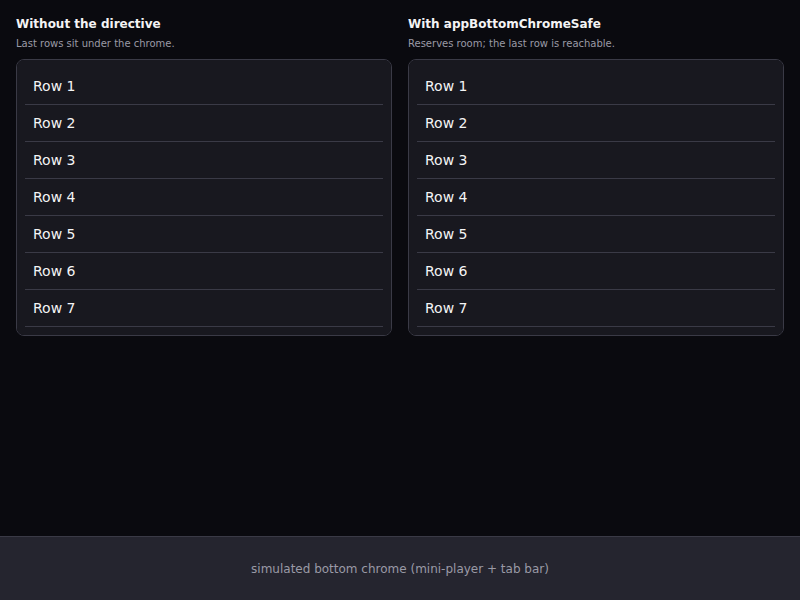 Without the directive
Last rows sit under the chrome.
Row 1
Row 2
Row 3
Row 4
Row 5
Row 6
Row 7
With appBottomChromeSafe
Reserves room; the last row is reachable.
Row 1
Row 2
Row 3
Row 4
Row 5
Row 6
Row 7
simulated bottom chrome (mini-player + tab bar)